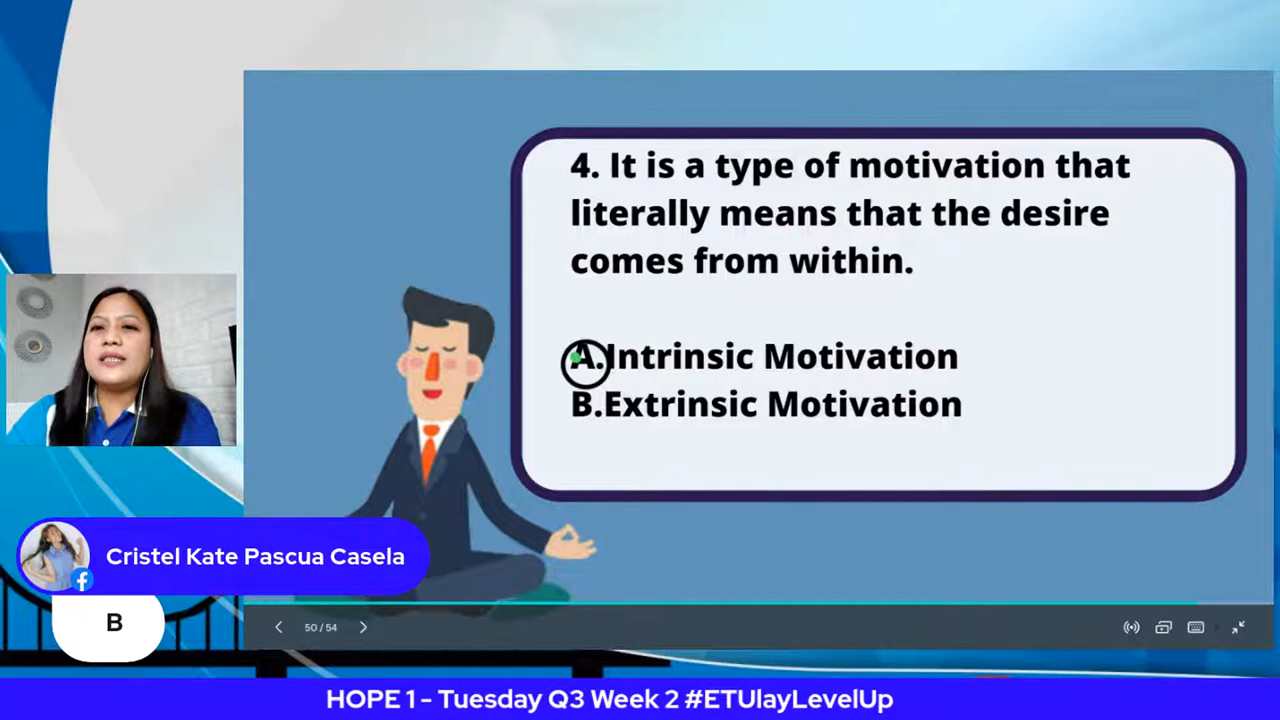 4. It is a type of motivation that
literally means that the desire
comes from within.
A.Intrinsic Motivation
B.Extrinsic Motivation
Cristel Kate Pascua Casela
B
50 / 54
HOPE 1 - Tuesday Q3 Week 2 #ETUlayLevelUp